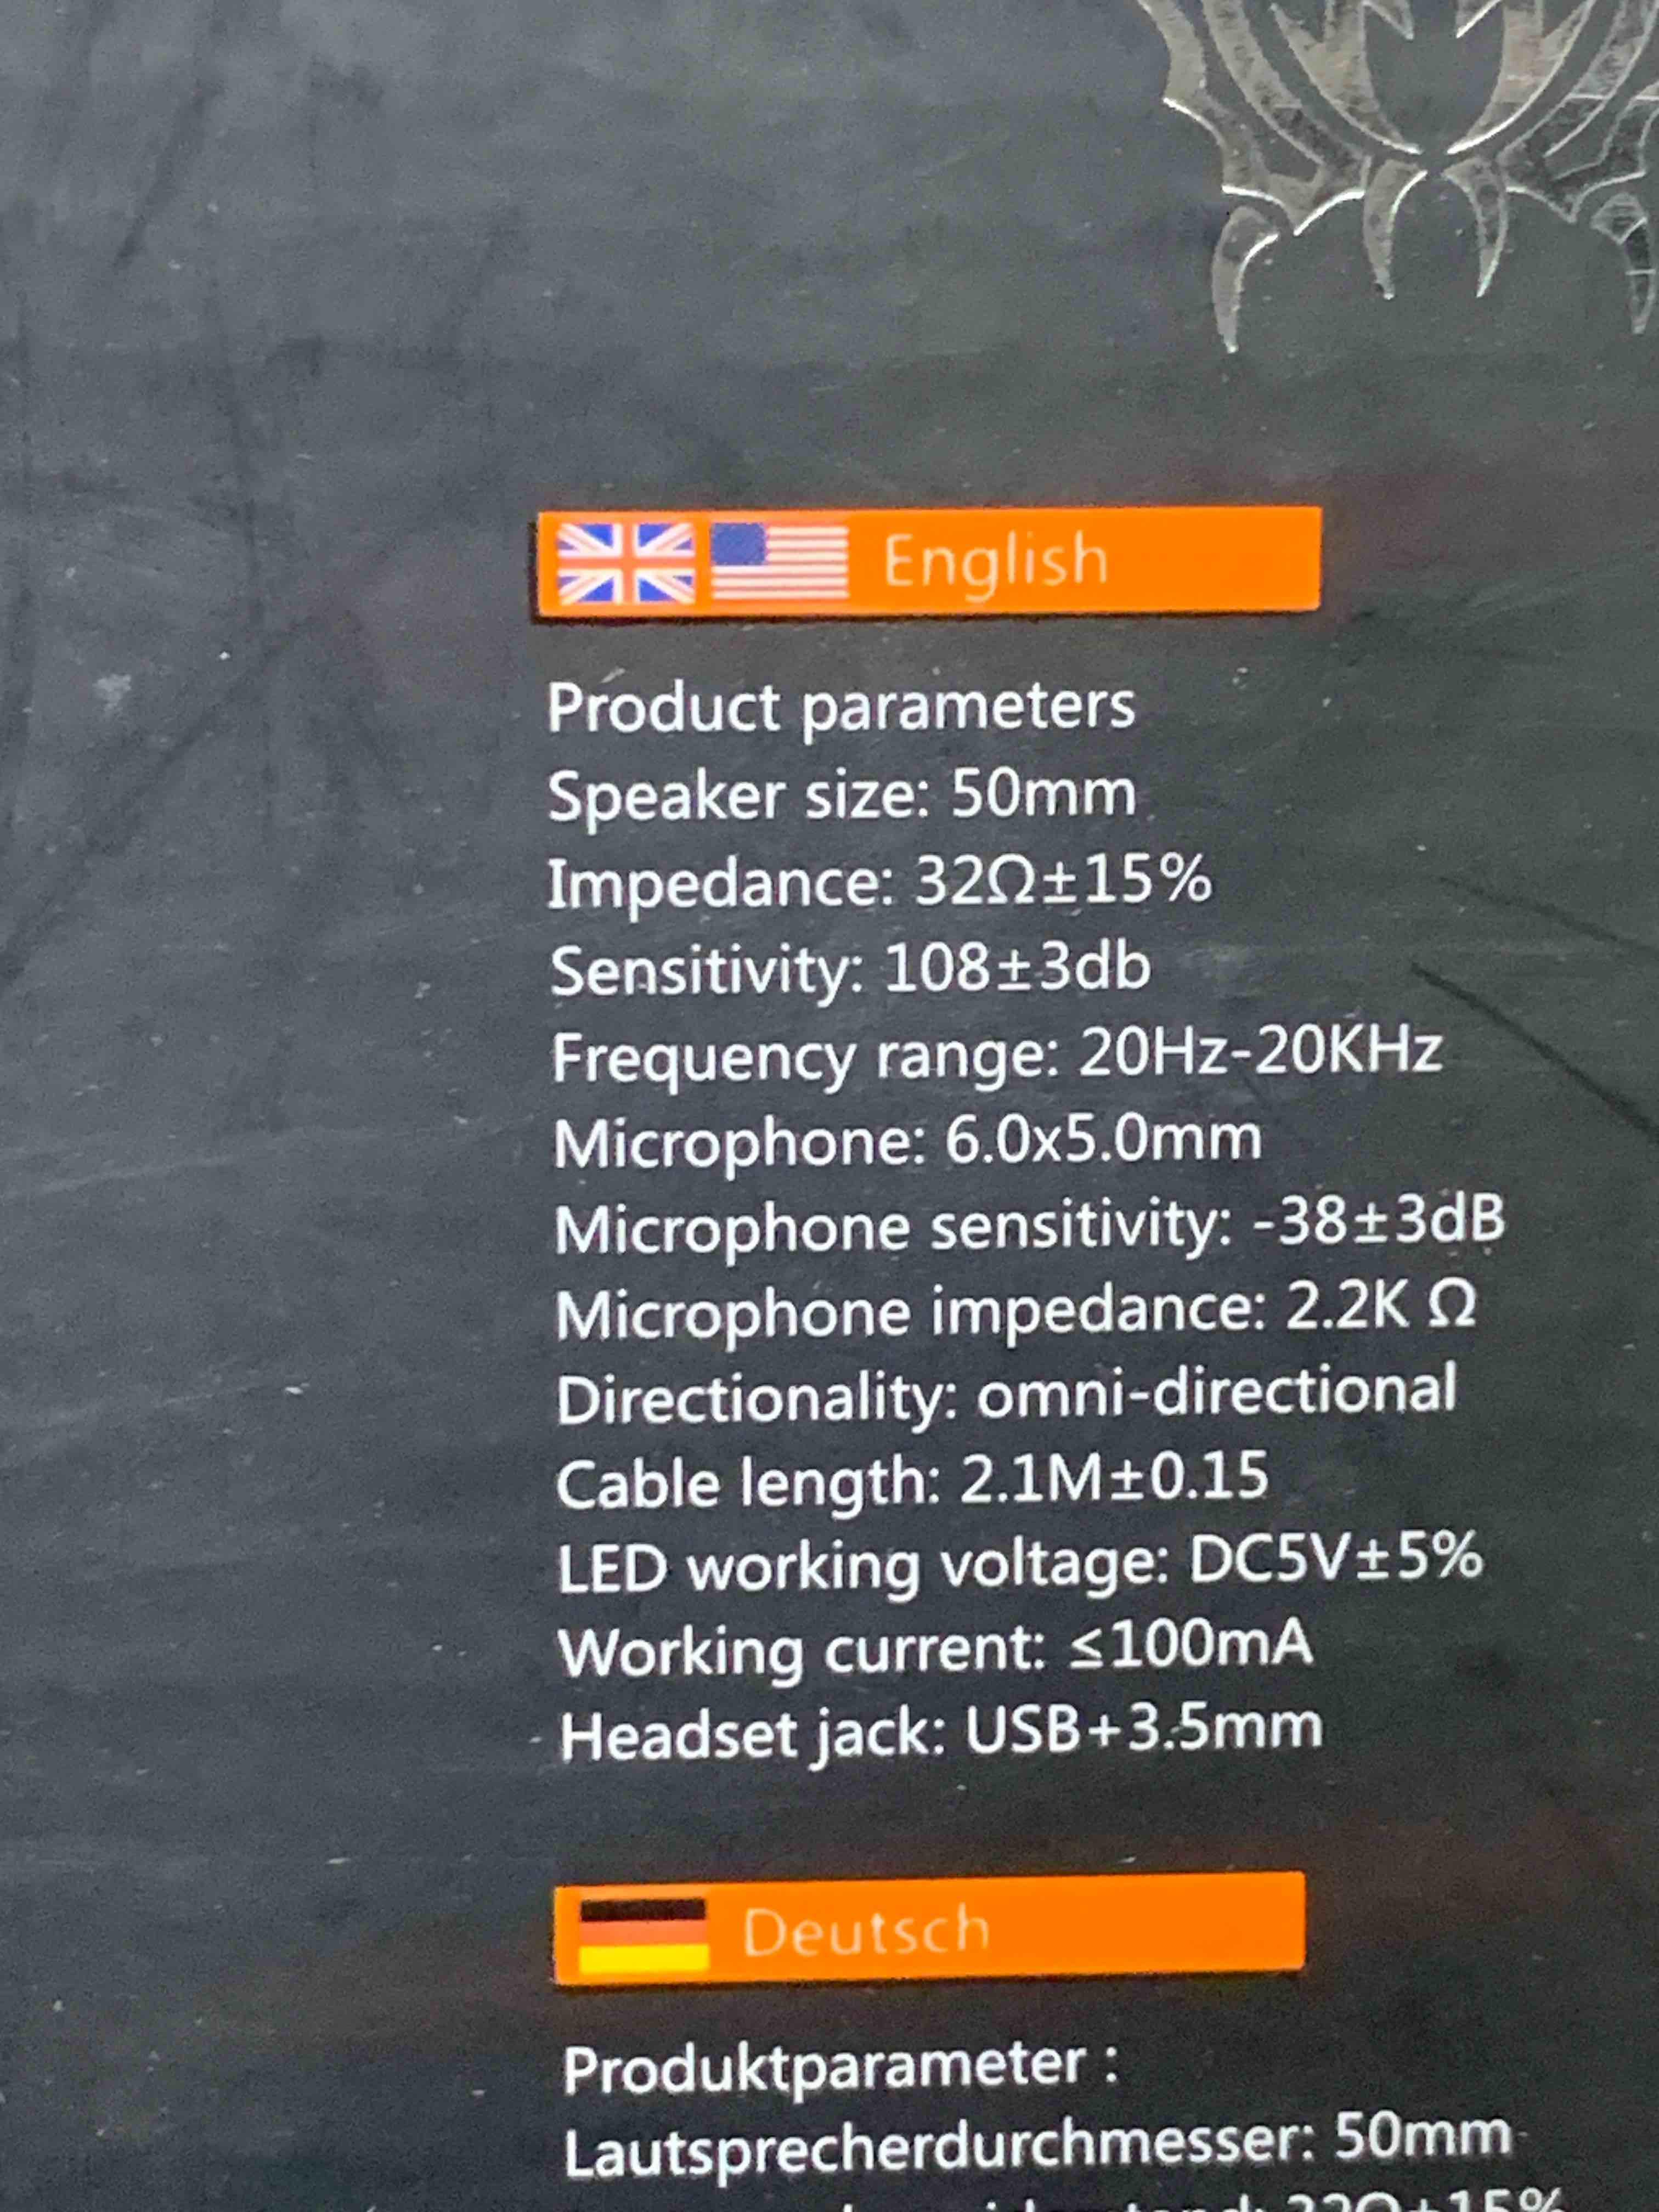 English
Product parameters
Speaker size: 50mm
Impedance: 32Ω±15%
Sensitivity: 108±3db
Frequency range: 20Hz-20KHz
Microphone: 6.0x5.0mm
Microphone sensitivity: -38±3dB
Microphone impedance: 2.2K Ω
Directionality: omni-directional
Cable length: 2.1M±0.15
LED working voltage: DC5V±5%
Working current: ≤100mA
Headset jack: USB+3.5mm
Deutsch
Produktparameter :
Lautsprecherdurchmesser: 50mm
32Ω±15%